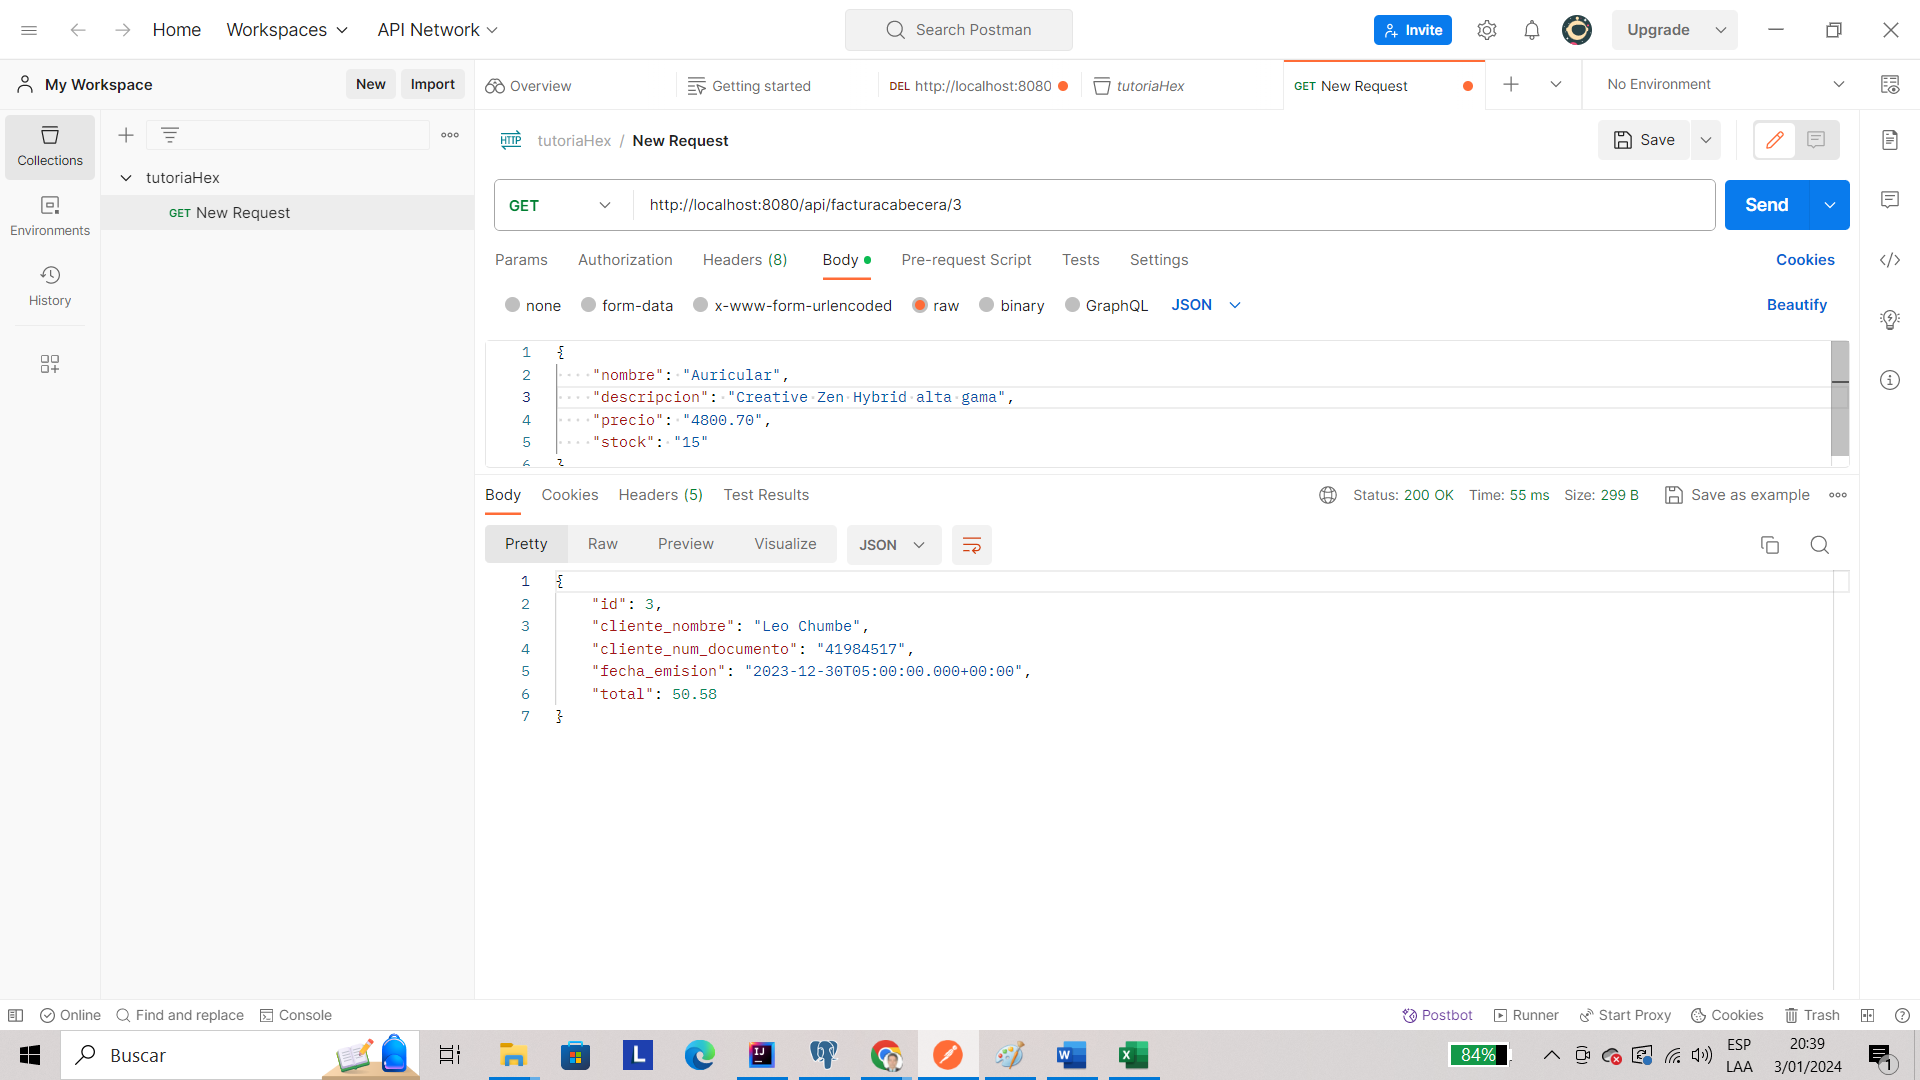 Home Workspaces API Network Search Postman Invite Upgrade
My Workspace New Import Overview Getting started DEL http://localhost:8080 tutoriaHex GET New Request No Environment
Collections
Environments
History
tutoriaHex
GET New Request
HTTP tutoriaHex / New Request Save
GET http://localhost:8080/api/facturacabecera/3 Send
Params Authorization Headers (8) Body Pre-request Script Tests Settings Cookies
none form-data x-www-form-urlencoded raw binary GraphQL JSON Beautify
1 {
2 "nombre": "Auricular",
3 "descripcion": "Creative Zen Hybrid alta gama",
4 "precio": "4800.70",
5 "stock": "15"
6 }
Body Cookies Headers (5) Test Results Status: 200 OK Time: 55 ms Size: 299 B Save as example
Pretty Raw Preview Visualize JSON
1 {
2 "id": 3,
3 "cliente_nombre": "Leo Chumbe",
4 "cliente_num_documento": "41984517",
5 "fecha_emision": "2023-12-30T05:00:00.000+00:00",
6 "total": 50.58
7 }
Online Find and replace Console Postbot Runner Start Proxy Cookies Trash
Buscar L IJ W X 84% ESP LAA 20:39 3/01/2024 1